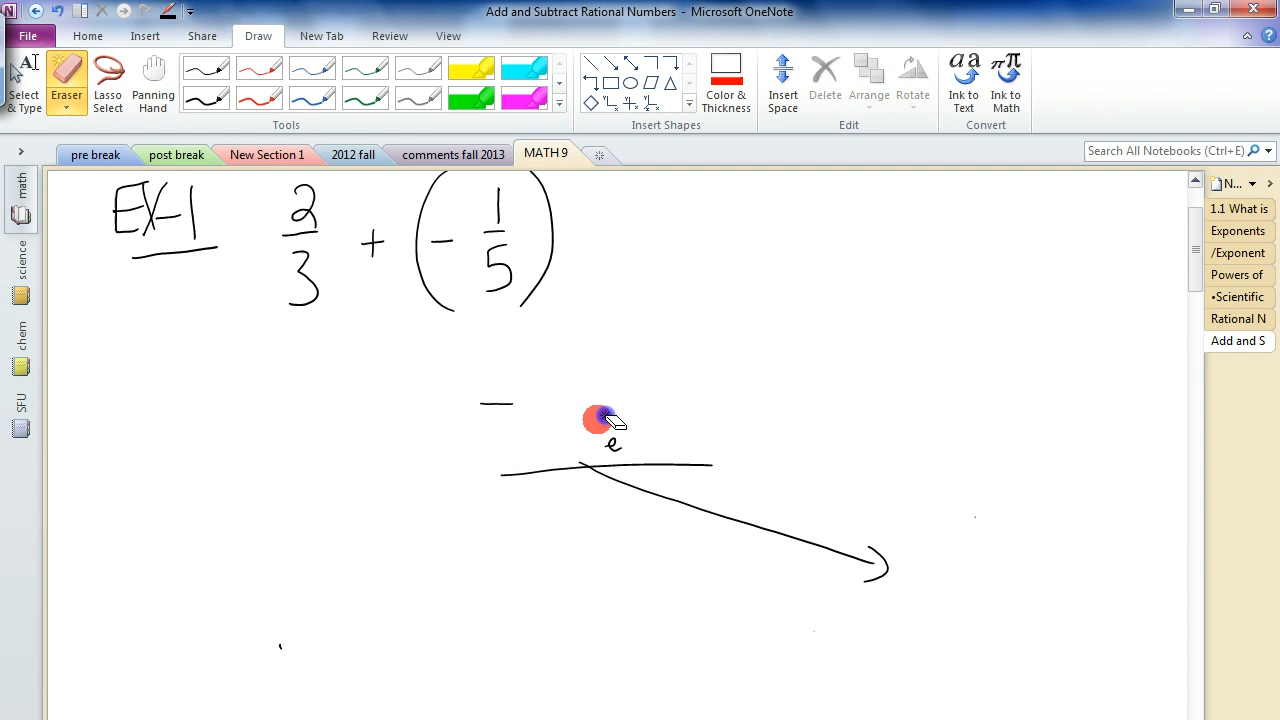 Add and Subtract Rational Numbers - Microsoft OneNote
File Home Insert Share Draw New Tab Review View
Select & Type
Eraser
Lasso Select
Panning Hand
Color & Thickness
Insert Space
Delete
Arrange
Rotate
Ink to Text
Ink to Math
Tools Insert Shapes Edit Convert
pre break post break New Section 1 2012 fall comments fall 2013 MATH 9
Search All Notebooks (Ctrl+E)
N...
math
science
chem
SFU
1.1 What is
Exponents
/Exponent
Powers of
•Scientific
Rational N
Add and S
EX-1 2/3 + (- 1/5)
e